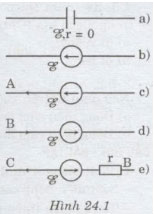 a)
ℰ,r = 0
b)
ℰ
A
c)
ℰ
B
d)
ℰ
C
r
B
e)
ℰ
Hình 24.1